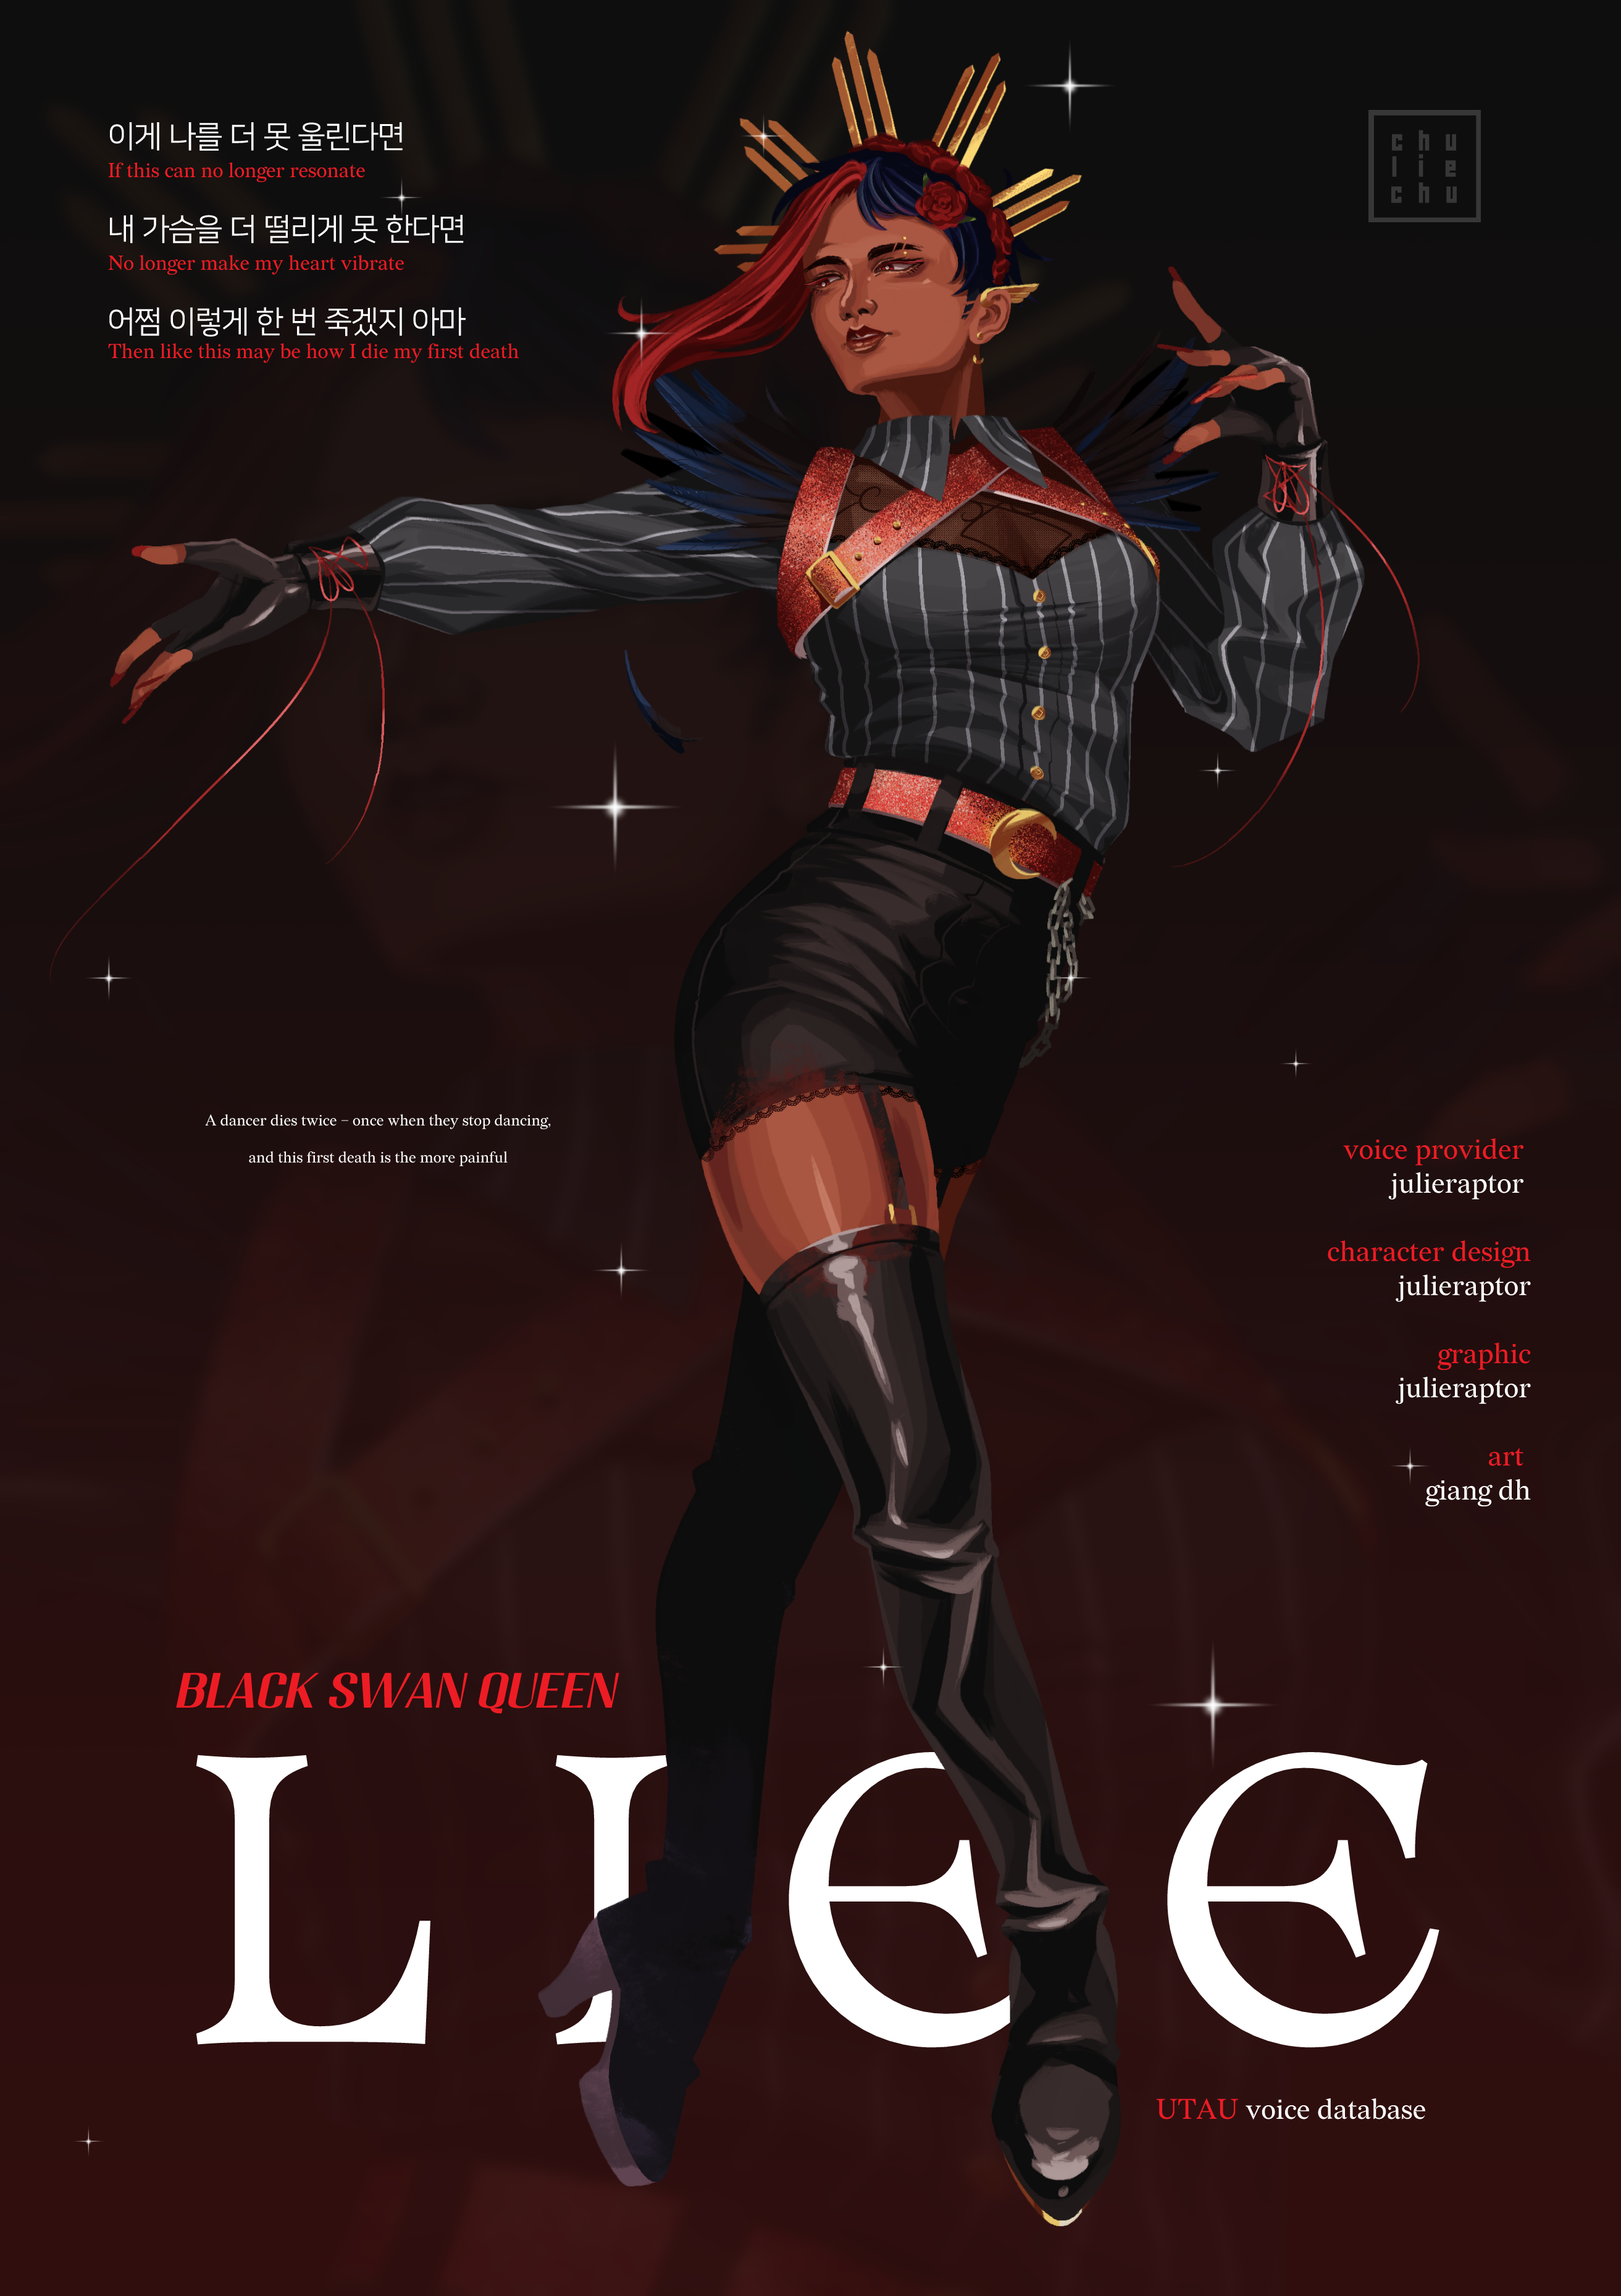 이게 나를 더 못 울린다면
If this can no longer resonate
내 가슴을 더 떨리게 못 한다면
No longer make my heart vibrate
어쩜 이렇게 한 번 죽겠지 아마
Then like this may be how I die my first death
chu
lie
chu
A dancer dies twice – once when they stop dancing,
and this first death is the more painful
voice provider
julieraptor
character design
julieraptor
graphic
julieraptor
art
giang dh
BLACK SWAN QUEEN
LIEE
UTAU voice database